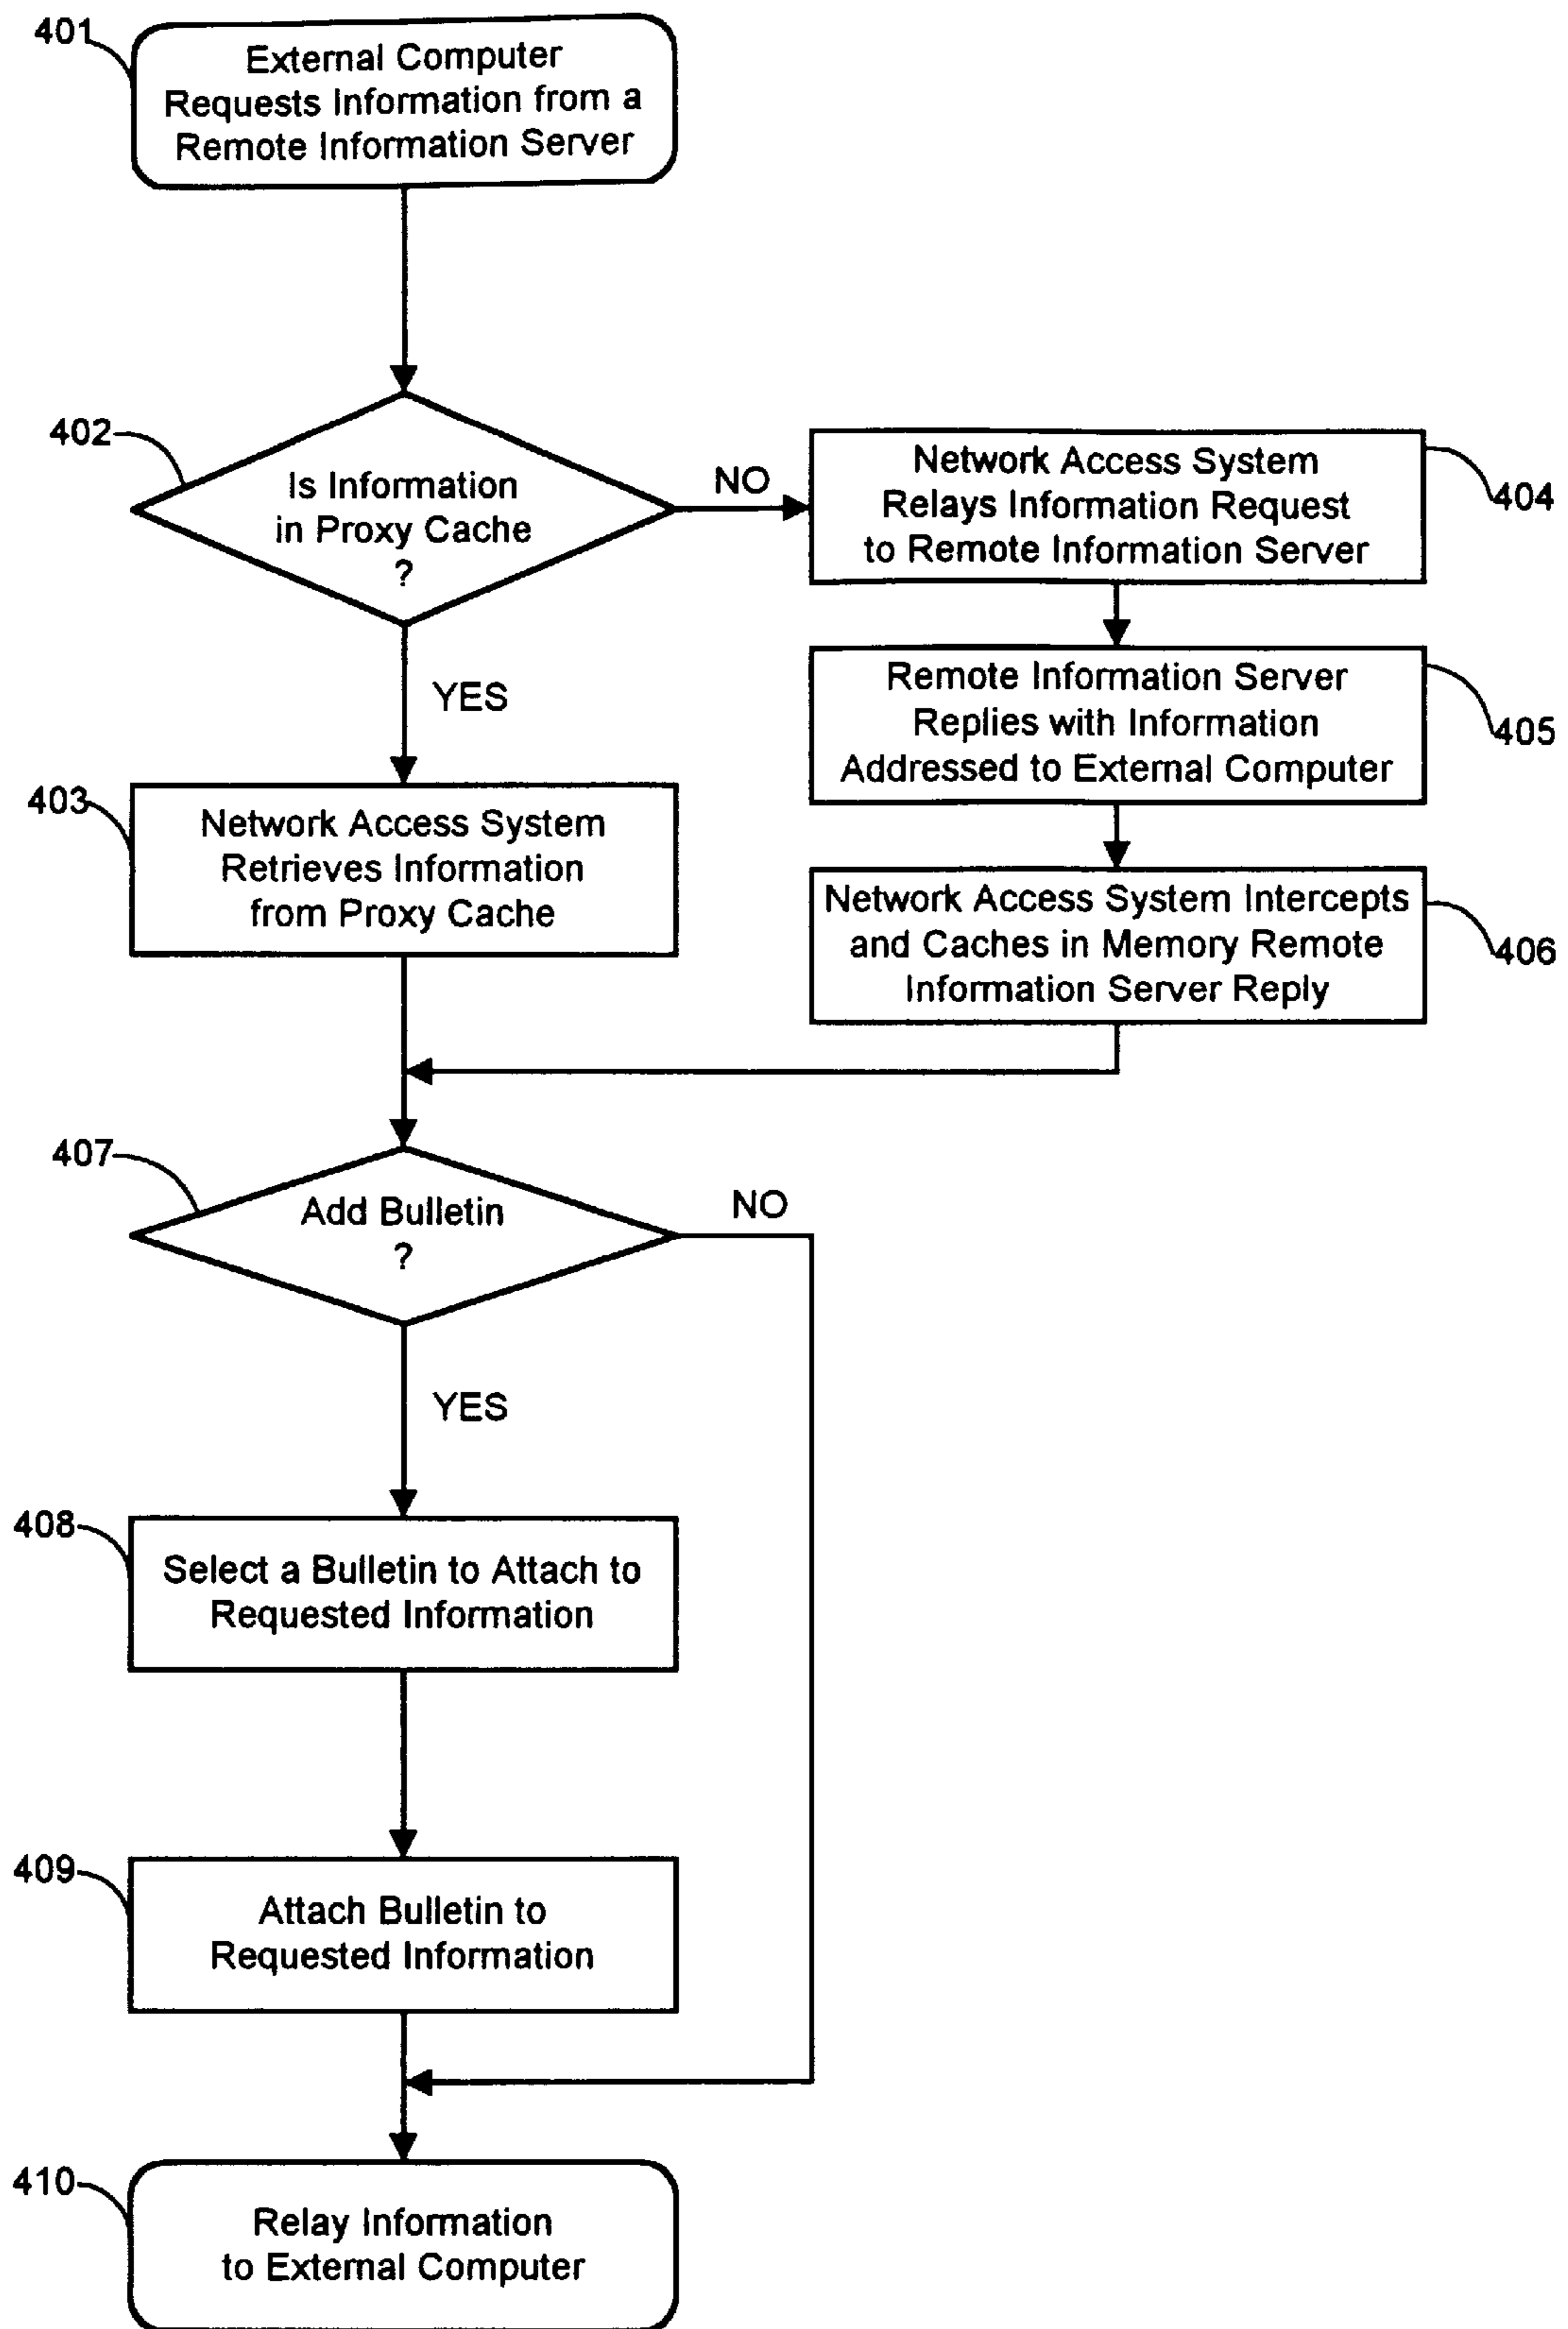 401
External Computer
Requests Information from a
Remote Information Server
402
Is Information
in Proxy Cache
?
NO
Network Access System
Relays Information Request
to Remote Information Server
404
YES
Remote Information Server
Replies with Information
Addressed to External Computer
405
403
Network Access System
Retrieves Information
from Proxy Cache
Network Access System Intercepts
and Caches in Memory Remote
Information Server Reply
406
407
Add Bulletin
?
NO
YES
408
Select a Bulletin to Attach to
Requested Information
409
Attach Bulletin to
Requested Information
410
Relay Information
to External Computer